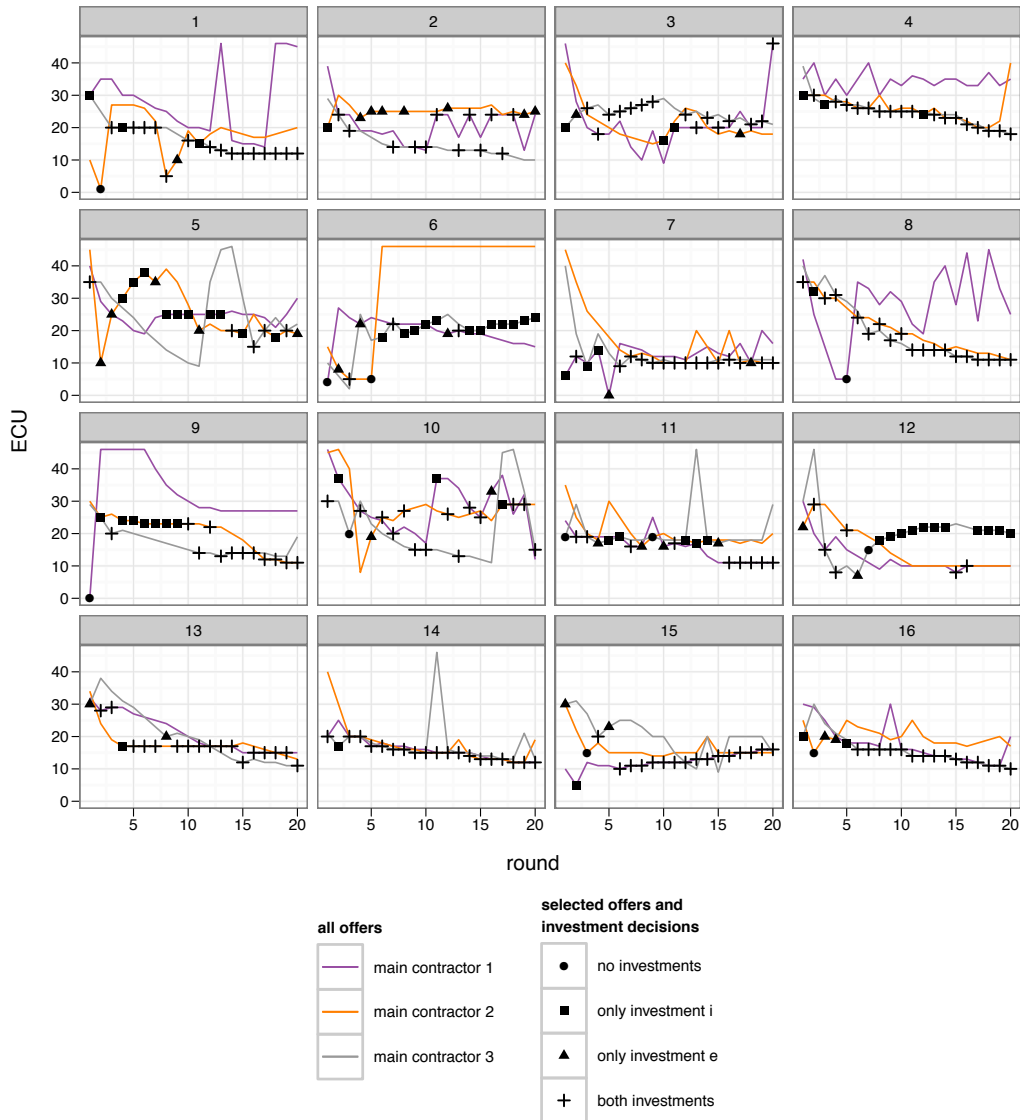 1 2 3 4
40
30
20
10
0
5 6 7 8
40
30
20
10
0
ECU
9 10 11 12
40
30
20
10
0
13 14 15 16
40
30
20
10
0
5 10 15 20 5 10 15 20 5 10 15 20 5 10 15 20
round
all offers
main contractor 1
main contractor 2
main contractor 3
selected offers and
investment decisions
no investments
only investment i
only investment e
both investments